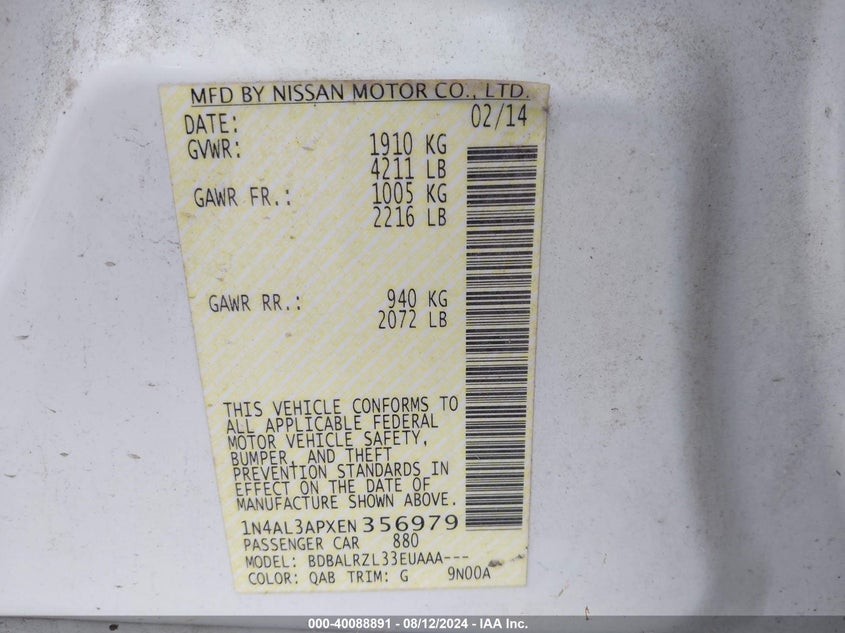 MFD BY NISSAN MOTOR CO., LTD.
DATE: 02/14
GVWR: 1910 KG
4211 LB
GAWR FR.: 1005 KG
2216 LB
GAWR RR.: 940 KG
2072 LB
THIS VEHICLE CONFORMS TO
ALL APPLICABLE FEDERAL
MOTOR VEHICLE SAFETY,
BUMPER, AND THEFT
PREVENTION STANDARDS IN
EFFECT ON THE DATE OF
MANUFACTURE SHOWN ABOVE.
1N4AL3APXEN 356979
PASSENGER CAR 880
MODEL: BDBALRZL33EUAAA---
COLOR: QAB TRIM: G 9N00A
000-40088891 - 08/12/2024 - IAA Inc.